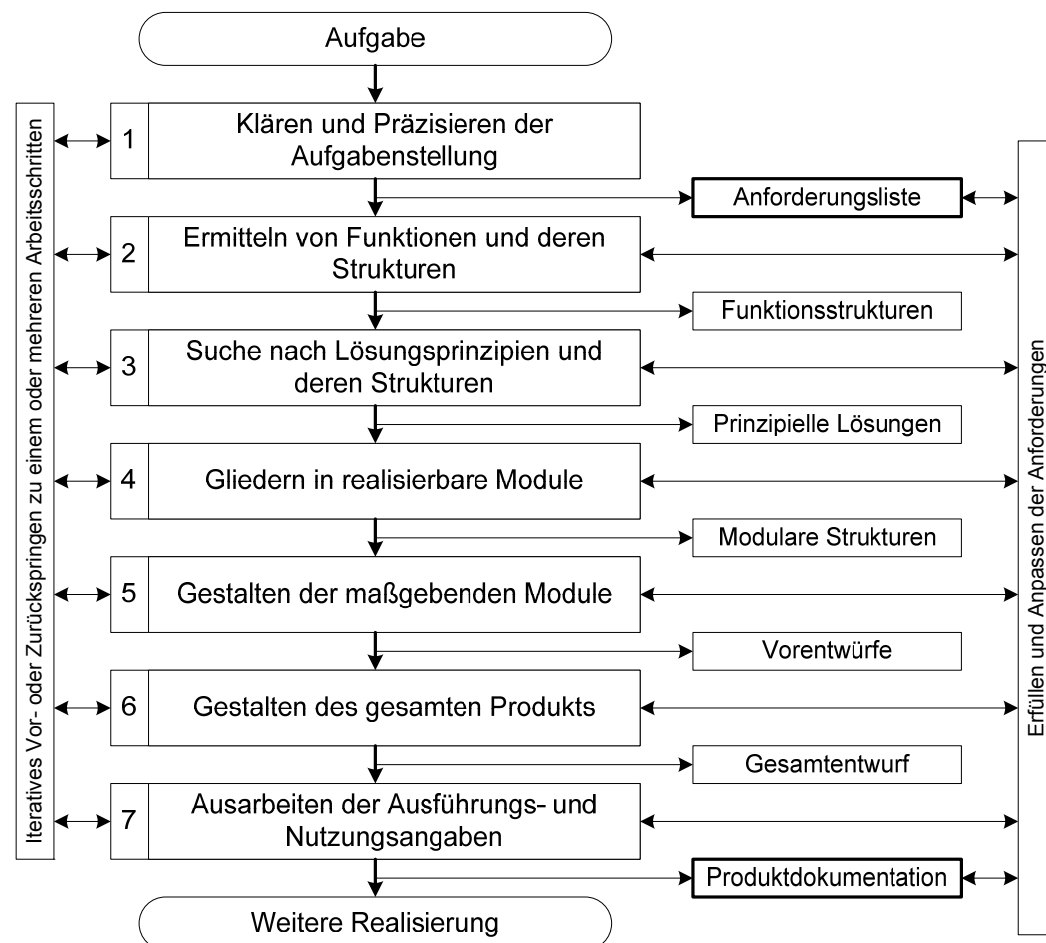 Aufgabe
1
Klären und Präzisieren der
Aufgabenstellung
Anforderungsliste
2
Ermitteln von Funktionen und deren
Strukturen
Funktionsstrukturen
3
Suche nach Lösungsprinzipien und
deren Strukturen
Prinzipielle Lösungen
4
Gliedern in realisierbare Module
Modulare Strukturen
5
Gestalten der maßgebenden Module
Vorentwürfe
6
Gestalten des gesamten Produkts
Gesamtentwurf
7
Ausarbeiten der Ausführungs- und
Nutzungsangaben
Produktdokumentation
Weitere Realisierung
Iteratives Vor- oder Zurückspringen zu einem oder mehreren Arbeitsschritten
Erfüllen und Anpassen der Anforderungen